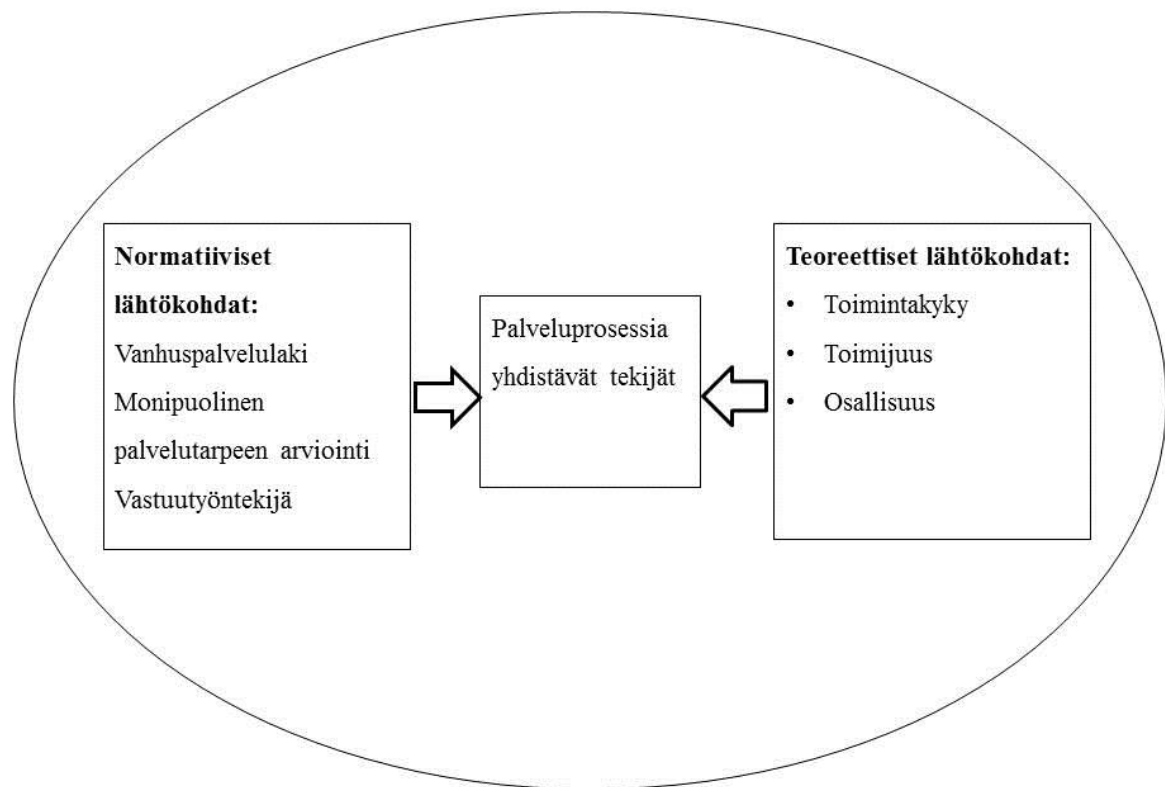 Normatiiviset
lähtökohdat:
Vanhuspalvelulaki
Monipuolinen
palvelutarpeen arviointi
Vastuutyöntekijä
Palveluprosessia
yhdistävät tekijät
Teoreettiset lähtökohdat:
• Toimintakyky
• Toimijuus
• Osallisuus